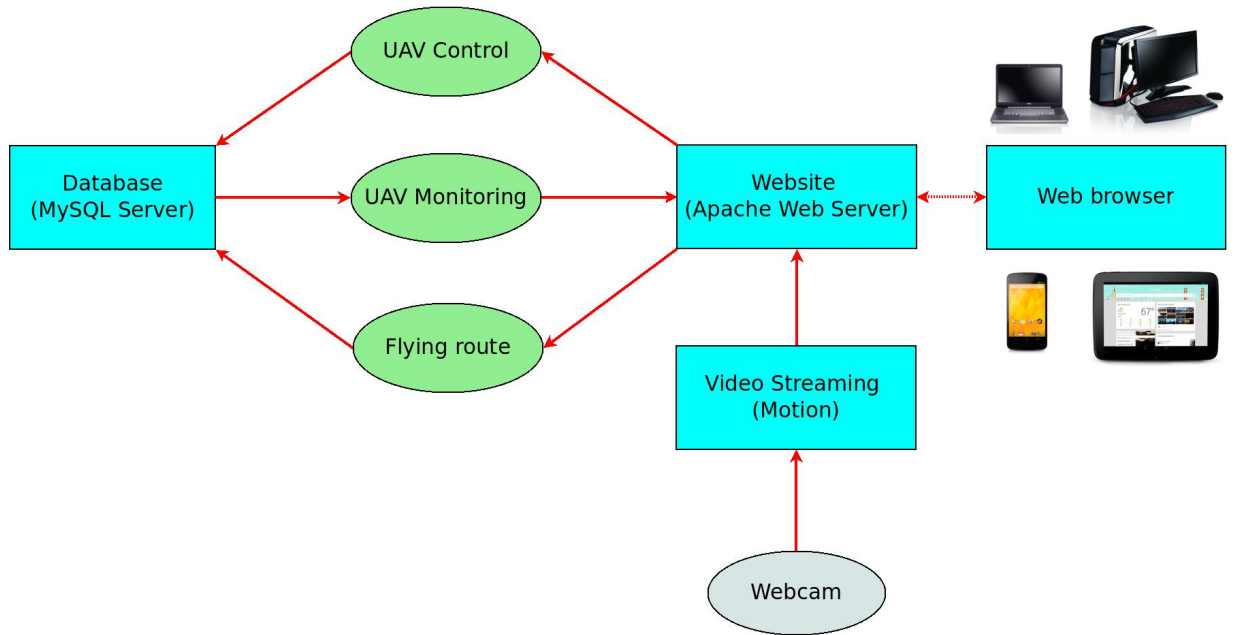 UAV Control
Database
(MySQL Server)
UAV Monitoring
Website
(Apache Web Server)
Web browser
Flying route
67°
Video Streaming
(Motion)
Webcam